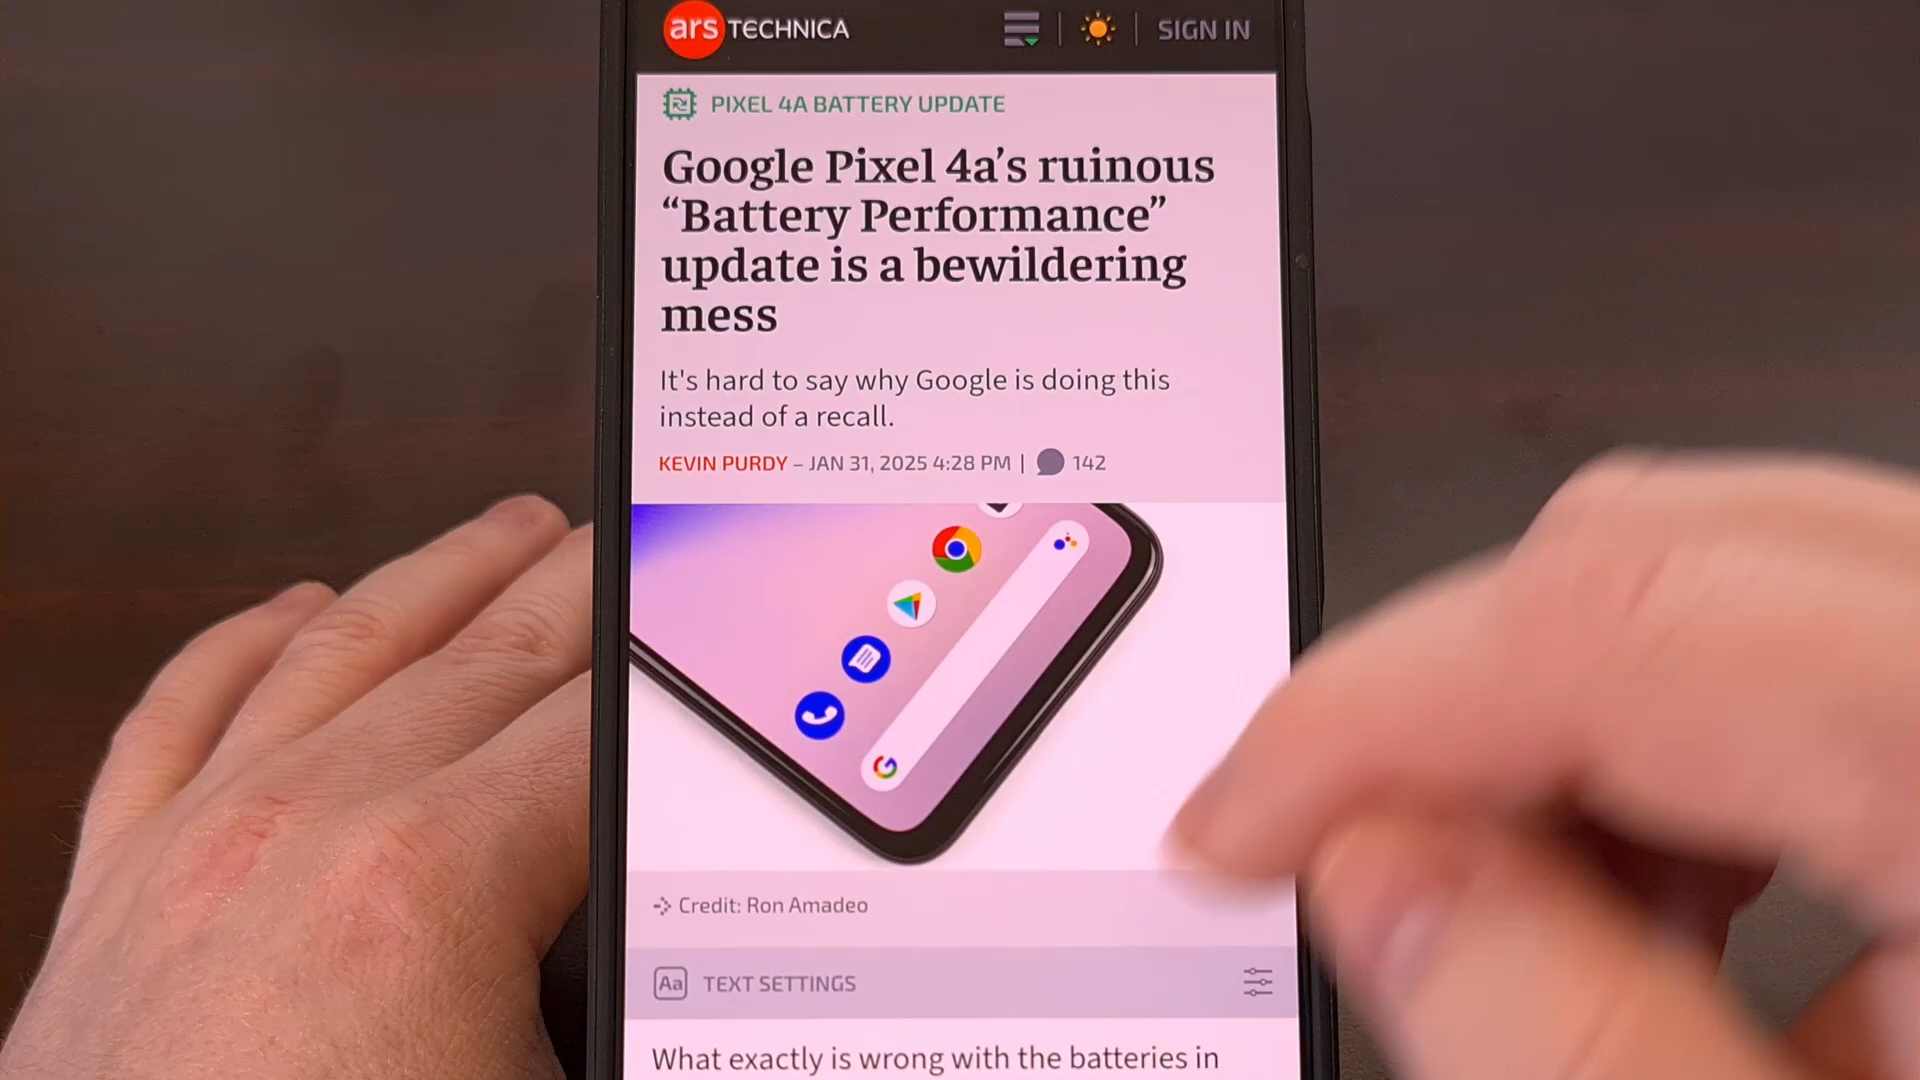 ars TECHNICA
SIGN IN
PIXEL 4A BATTERY UPDATE
Google Pixel 4a’s ruinous
“Battery Performance”
update is a bewildering
mess
It's hard to say why Google is doing this
instead of a recall.
KEVIN PURDY – JAN 31, 2025 4:28 PM | 142
G
Credit: Ron Amadeo
Aa TEXT SETTINGS
What exactly is wrong with the batteries in